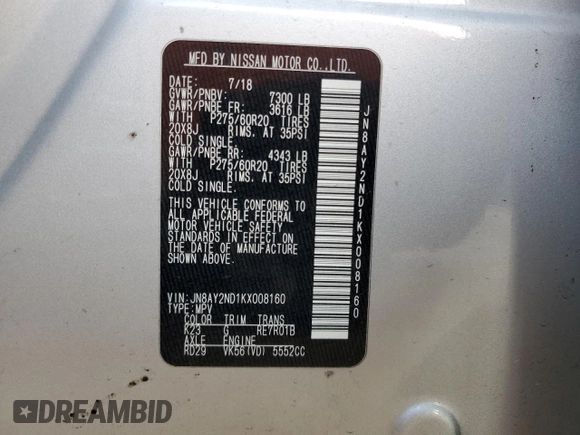 MFD BY NISSAN MOTOR CO.,LTD.
DATE: 7/18
GVWR/PNBV: 7300 LB
GAWR/PNBE FR: 3616 LB
WITH P275/60R20 TIRES
20X8J RIMS, AT 35PSI
COLD SINGLE.
GAWR/PNBE RR: 4343 LB
WITH P275/60R20 TIRES
20X8J RIMS, AT 35PSI
COLD SINGLE.
THIS VEHICLE CONFORMS TO
ALL APPLICABLE FEDERAL
MOTOR VEHICLE SAFETY
STANDARDS IN EFFECT ON
THE DATE OF MANUFACTURE
SHOWN ABOVE.
VIN:JN8AY2ND1KX008160
TYPE:MPV
COLOR TRIM TRANS
K23 G RE7R01B
AXLE ENGINE
RD29 VK56(VD) 5552CC
JN8AY2ND1KX008160
DREAMBID